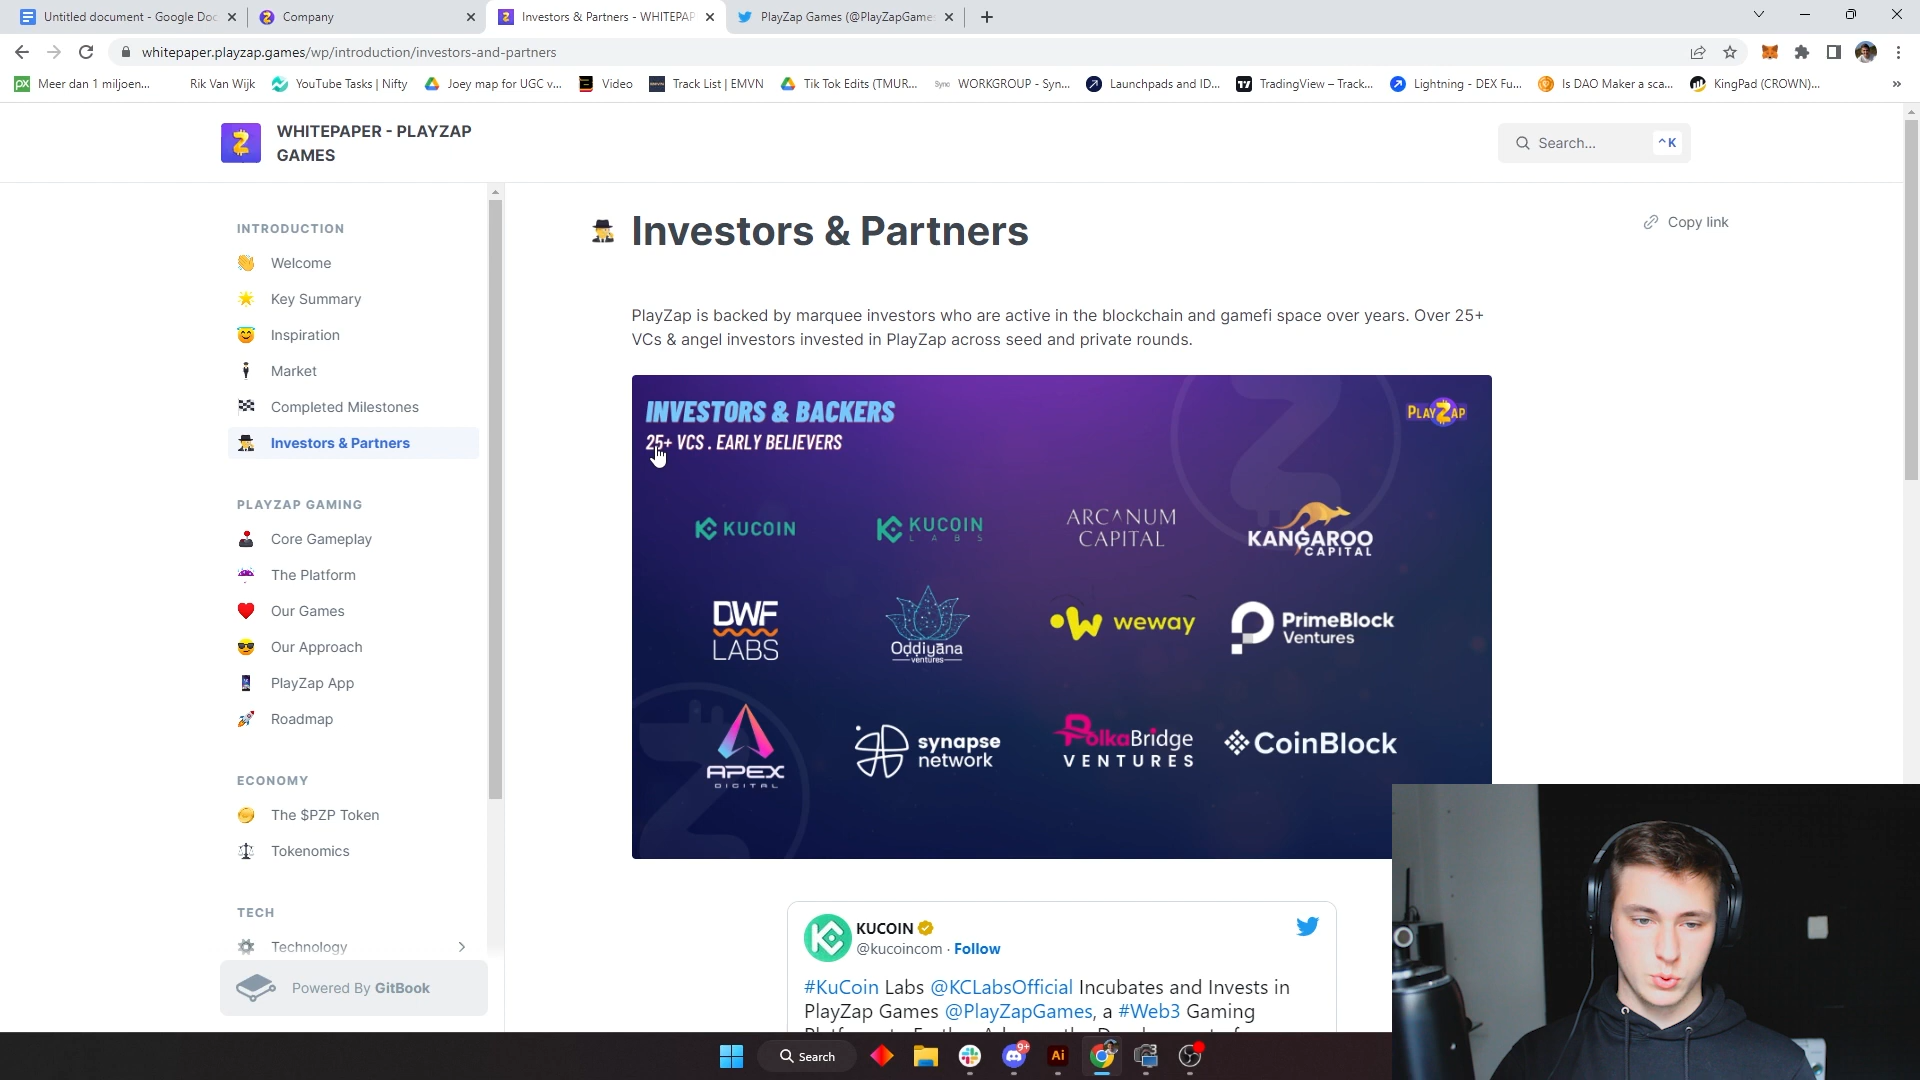 Untitled document - Google Doc
Company
Investors & Partners - WHITEPAP
PlayZap Games (@PlayZapGame
whitepaper.playzap.games/wp/introduction/investors-and-partners
Meer dan 1 miljoen...
Rik Van Wijk
YouTube Tasks | Nifty
Joey map for UGC v...
Video
Track List | EMVN
Tik Tok Edits (TMUR...
Sync
WORKGROUP - Syn...
Launchpads and ID...
TradingView – Track...
Lightning - DEX Fu...
Is DAO Maker a sca...
KingPad (CROWN)...
WHITEPAPER - PLAYZAP
GAMES
Search...
^K
INTRODUCTION
Welcome
Key Summary
Inspiration
Market
Completed Milestones
Investors & Partners
PLAYZAP GAMING
Core Gameplay
The Platform
Our Games
Our Approach
PlayZap App
Roadmap
ECONOMY
The $PZP Token
Tokenomics
TECH
Technology
Powered By GitBook
Investors & Partners
Copy link
PlayZap is backed by marquee investors who are active in the blockchain and gamefi space over years. Over 25+
VCs & angel investors invested in PlayZap across seed and private rounds.
INVESTORS & BACKERS
25+ VCS . EARLY BELIEVERS
PLAYZAP
KUCOIN
KUCOIN
LABS
ARCANUM
CAPITAL
KANGAROO
CAPITAL
DWF
LABS
Oddiyana
ventures
weway
PrimeBlock
Ventures
APEX
DIGITAL
synapse
network
PolkaBridge
VENTURES
CoinBlock
KUCOIN
@kucoincom · Follow
#KuCoin Labs @KCLabsOfficial Incubates and Invests in
PlayZap Games @PlayZapGames, a #Web3 Gaming
Search
9+
Ai